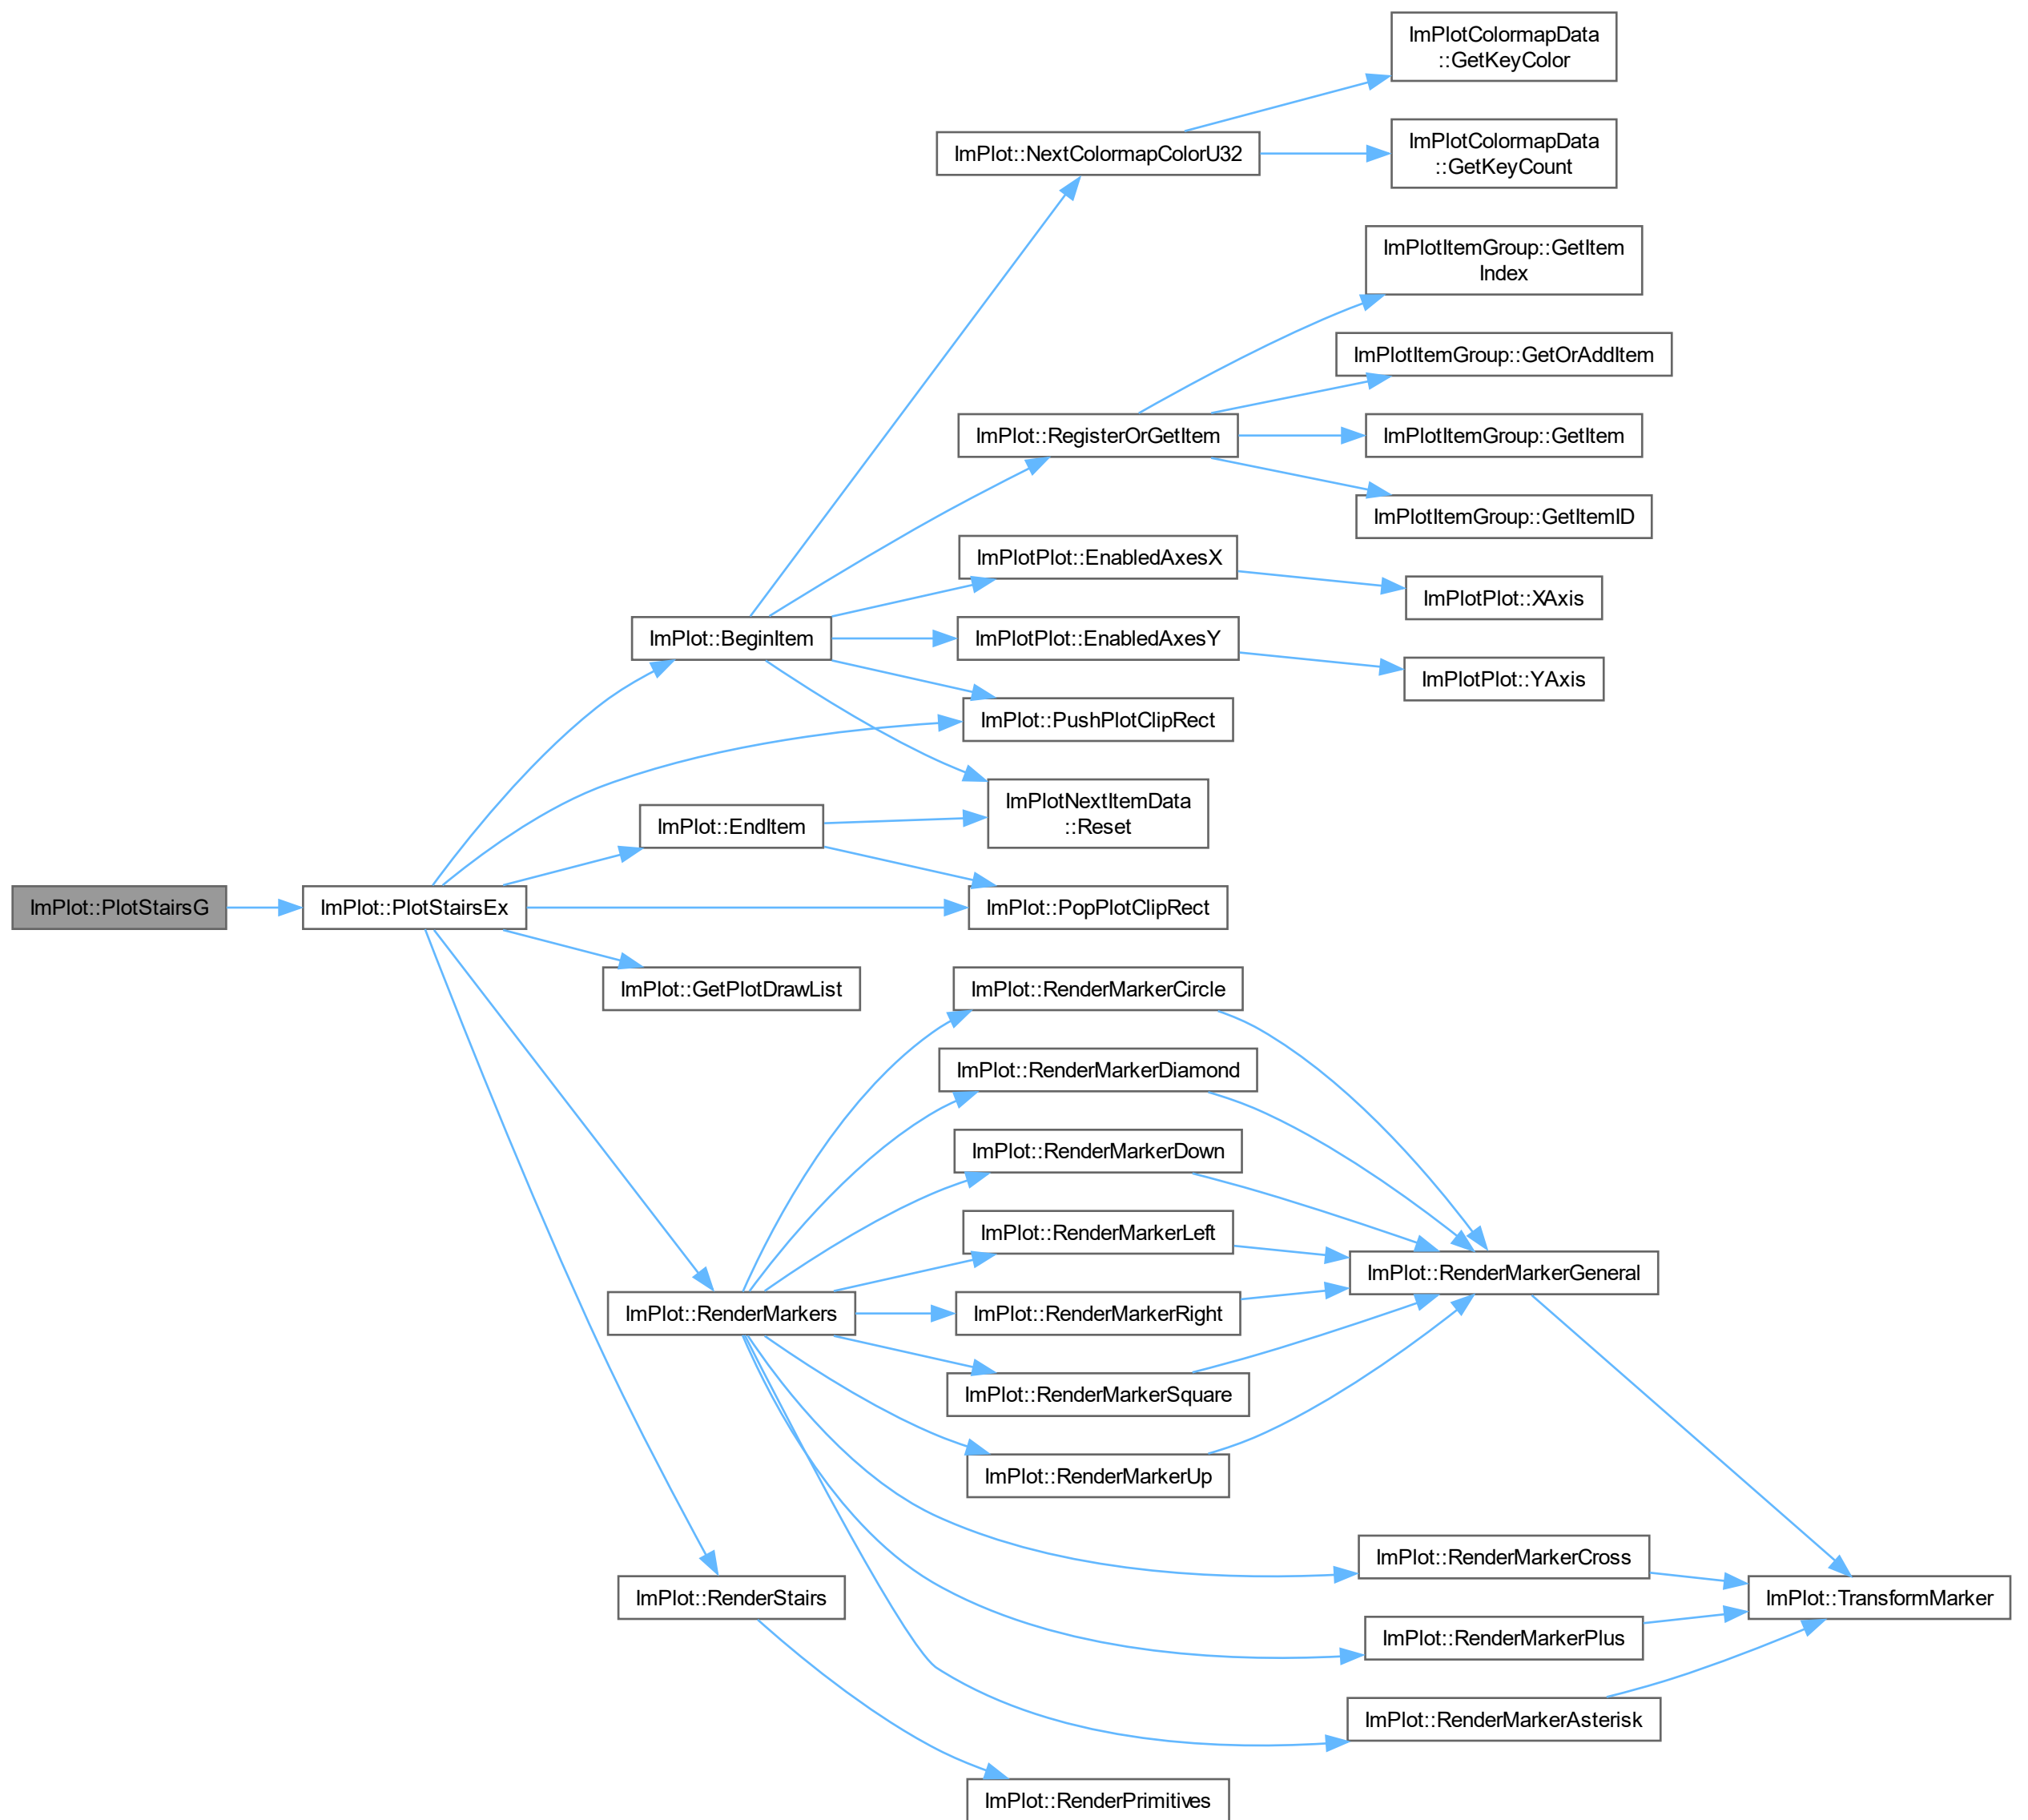 ImPlot::PlotStairsG
ImPlot::PlotStairsEx
ImPlot::BeginItem
ImPlot::EndItem
ImPlot::GetPlotDrawList
ImPlot::RenderMarkers
ImPlot::RenderStairs
ImPlot::NextColormapColorU32
ImPlot::RegisterOrGetItem
ImPlotPlot::EnabledAxesX
ImPlotPlot::EnabledAxesY
ImPlot::PushPlotClipRect
ImPlotNextItemData
::Reset
ImPlot::PopPlotClipRect
ImPlot::RenderMarkerCircle
ImPlot::RenderMarkerDiamond
ImPlot::RenderMarkerDown
ImPlot::RenderMarkerLeft
ImPlot::RenderMarkerRight
ImPlot::RenderMarkerSquare
ImPlot::RenderMarkerUp
ImPlot::RenderPrimitives
ImPlotColormapData
::GetKeyColor
ImPlotColormapData
::GetKeyCount
ImPlotItemGroup::GetItem
Index
ImPlotItemGroup::GetOrAddItem
ImPlotItemGroup::GetItem
ImPlotItemGroup::GetItemID
ImPlotPlot::XAxis
ImPlotPlot::YAxis
ImPlot::RenderMarkerGeneral
ImPlot::RenderMarkerCross
ImPlot::RenderMarkerPlus
ImPlot::RenderMarkerAsterisk
ImPlot::TransformMarker